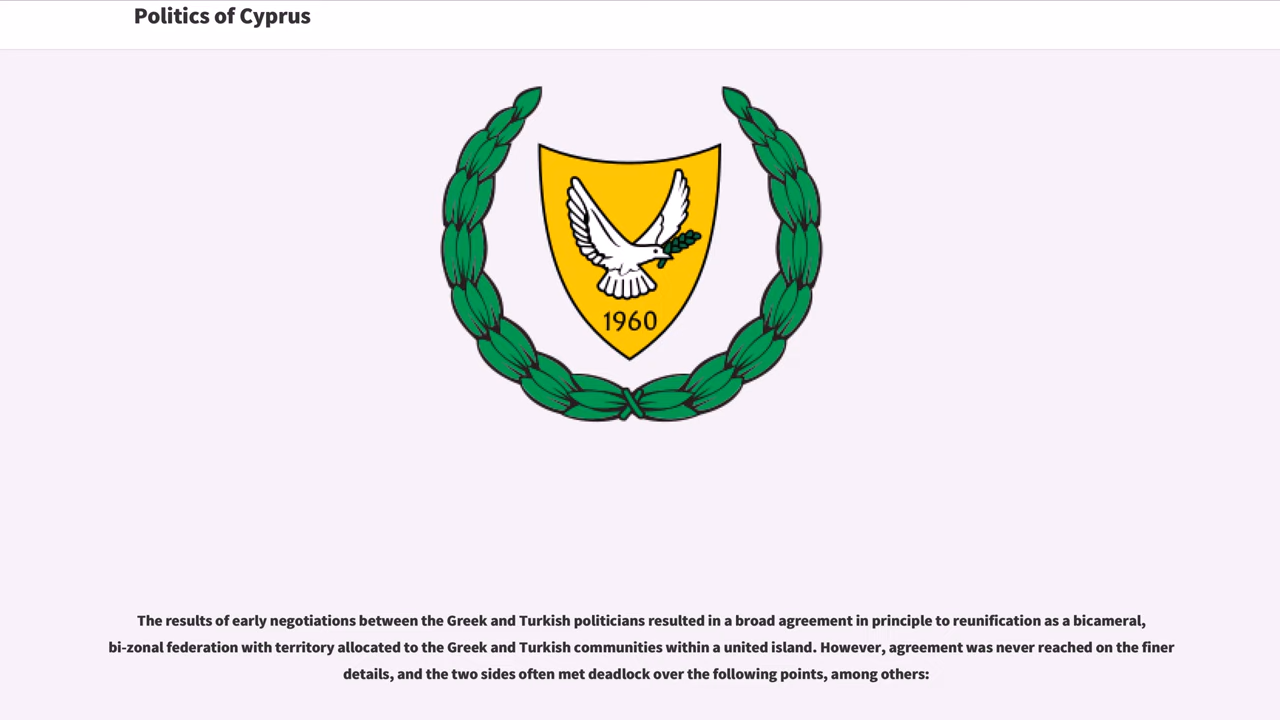 Politics of Cyprus
1960
The results of early negotiations between the Greek and Turkish politicians resulted in a broad agreement in principle to reunification as a bicameral,
bi-zonal federation with territory allocated to the Greek and Turkish communities within a united island. However, agreement was never reached on the finer
details, and the two sides often met deadlock over the following points, among others: